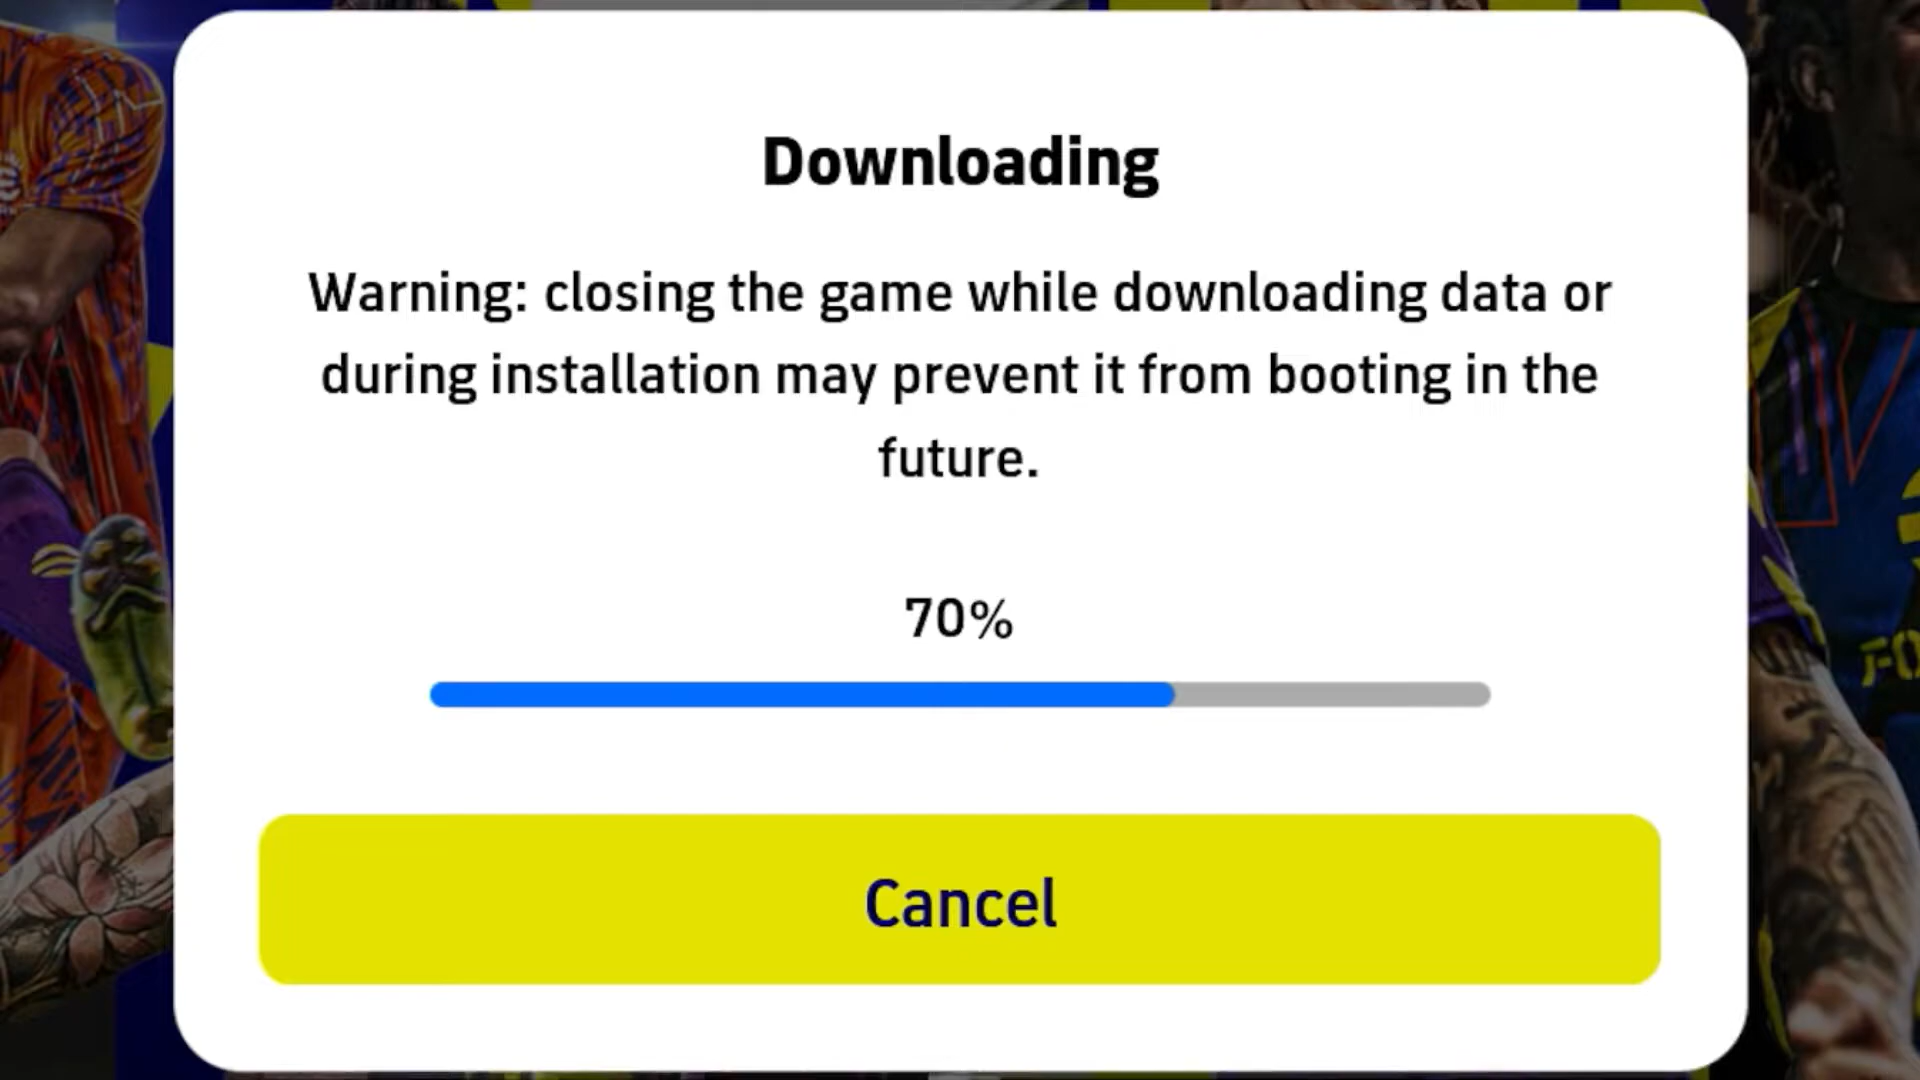 Downloading
Warning: closing the game while downloading data or
during installation may prevent it from booting in the
future.
70%
Cancel
FO